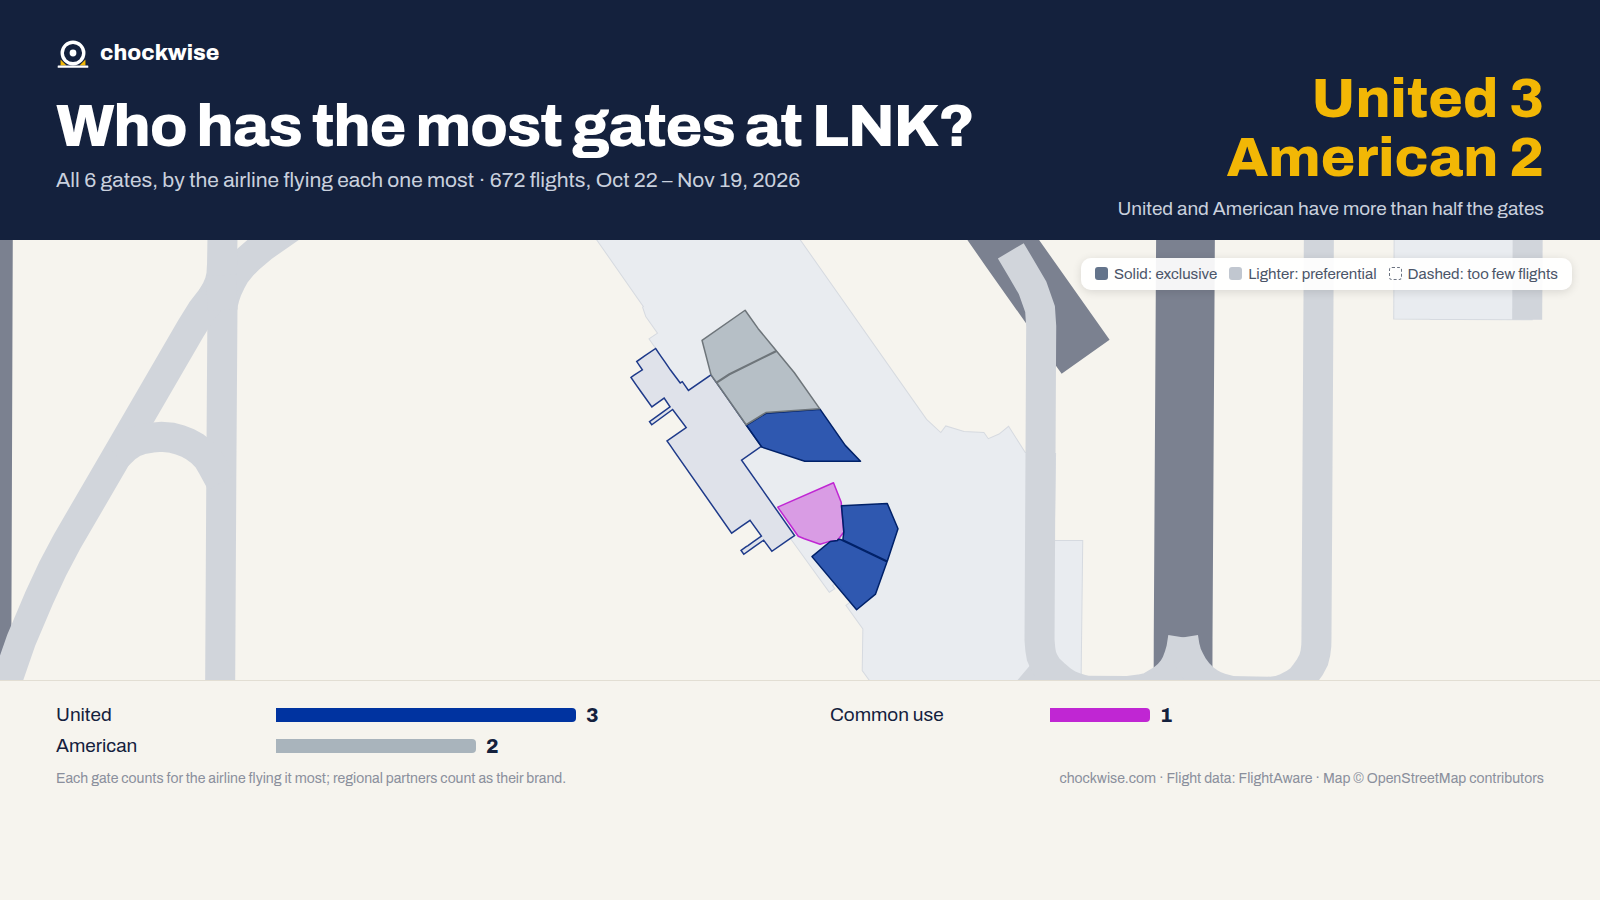 chockwise
Who has the most gates at LNK?
All 6 gates, by the airline flying each one most · 672 flights, Oct 22 – Nov 19, 2026
United 3
American 2
United and American have more than half the gates
Solid: exclusive Lighter: preferential Dashed: too few flights
United 3
American 2
Common use 1
Each gate counts for the airline flying it most; regional partners count as their brand.
chockwise.com · Flight data: FlightAware · Map © OpenStreetMap contributors